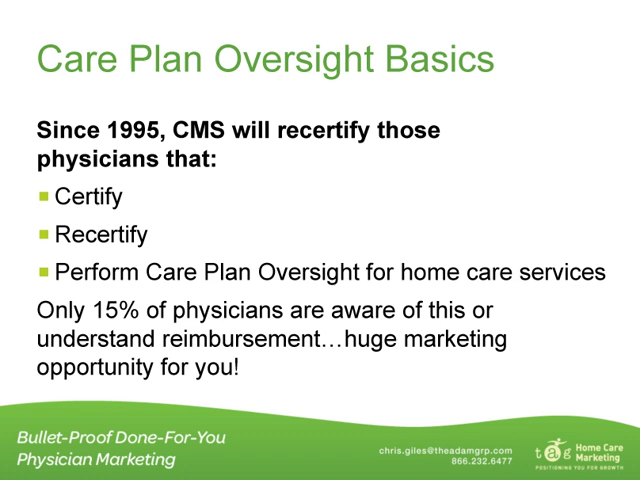 Care Plan Oversight Basics
Since 1995, CMS will recertify those
physicians that:
Certify
Recertify
Perform Care Plan Oversight for home care services
Only 15% of physicians are aware of this or
understand reimbursement…huge marketing
opportunity for you!
Bullet-Proof Done-For-You
Physician Marketing
chris.giles@theadamgrp.com
866.232.6477
tag
Home Care
Marketing
POSITIONING YOU FOR GROWTH